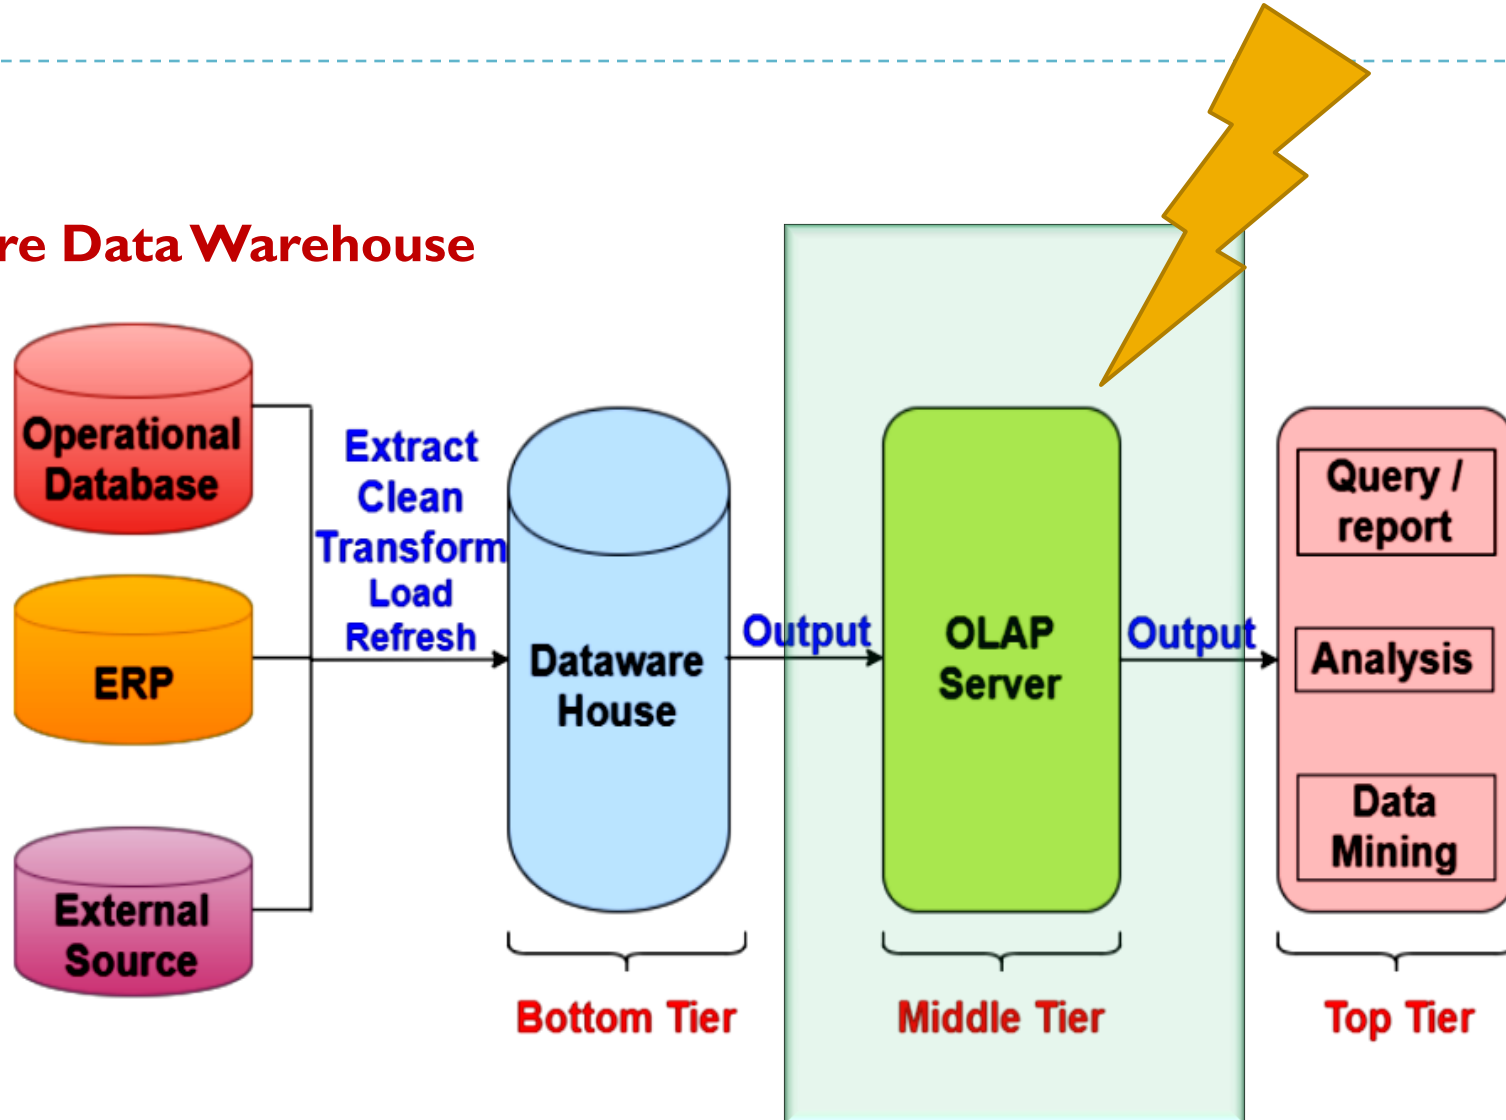 re Data Warehouse
Operational
Database
ERP
External
Source
Extract
Clean
Transform
Load
Refresh
Dataware
House
Output
OLAP
Server
Output
Query /
report
Analysis
Data
Mining
Bottom Tier
Middle Tier
Top Tier